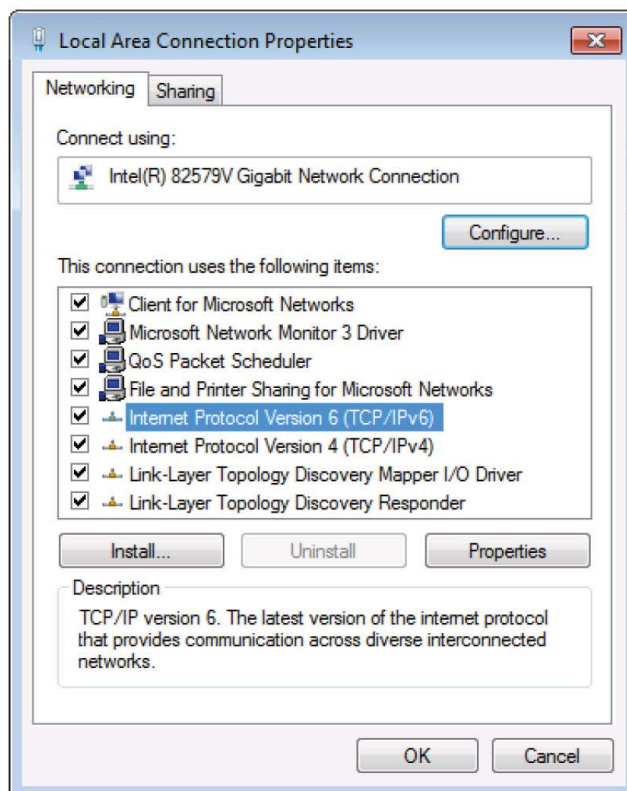 Local Area Connection Properties
Networking
Sharing
Connect using:
Intel(R) 82579V Gigabit Network Connection
Configure...
This connection uses the following items:
Client for Microsoft Networks
Microsoft Network Monitor 3 Driver
QoS Packet Scheduler
File and Printer Sharing for Microsoft Networks
Internet Protocol Version 6 (TCP/IPv6)
Internet Protocol Version 4 (TCP/IPv4)
Link-Layer Topology Discovery Mapper I/O Driver
Link-Layer Topology Discovery Responder
Install...
Uninstall
Properties
Description
TCP/IP version 6. The latest version of the internet protocol
that provides communication across diverse interconnected
networks.
OK
Cancel